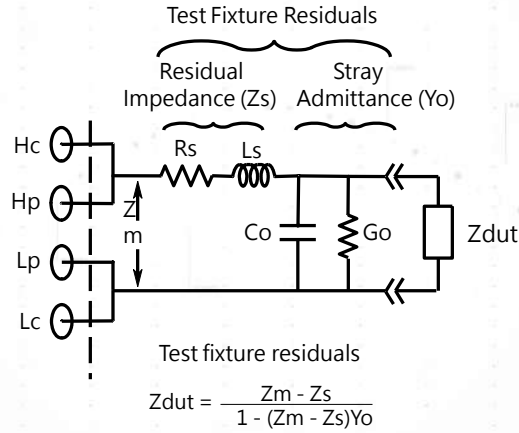 Test Fixture Residuals
Residual Impedance (Zs)
Stray Admittance (Yo)
Hc
Rs
Ls
Hp
Z
m
Co
Go
Zdut
Lp
Lc
Test fixture residuals
Zdut = Zm - Zs
1 - (Zm - Zs)Yo